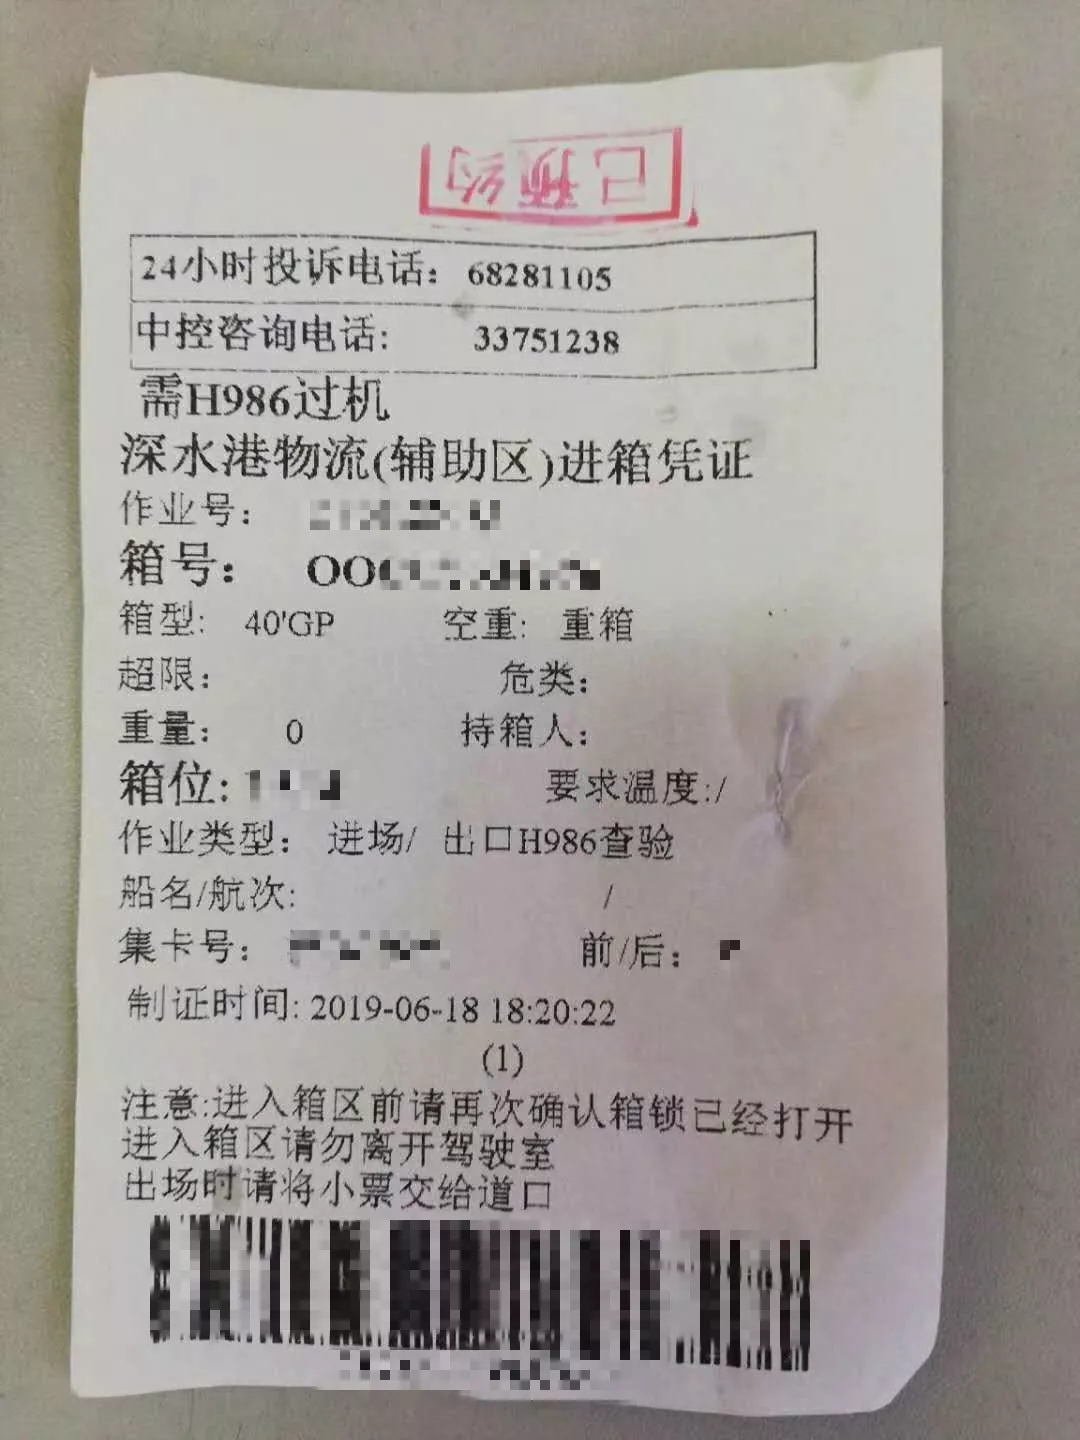 已预约
24小时投诉电话：68281105
中控咨询电话: 33751238
需H986过机
深水港物流(辅助区)进箱凭证
作业号：
箱号： OO
箱型: 40'GP 空重: 重箱
超限： 危类：
重量： 0 持箱人：
箱位: 要求温度:/
作业类型： 进场/ 出口H986查验
船名/航次: /
集卡号： 前/后：
制证时间: 2019-06-18 18:20:22
(1)
注意:进入箱区前请再次确认箱锁已经打开
进入箱区请勿离开驾驶室
出场时请将小票交给道口